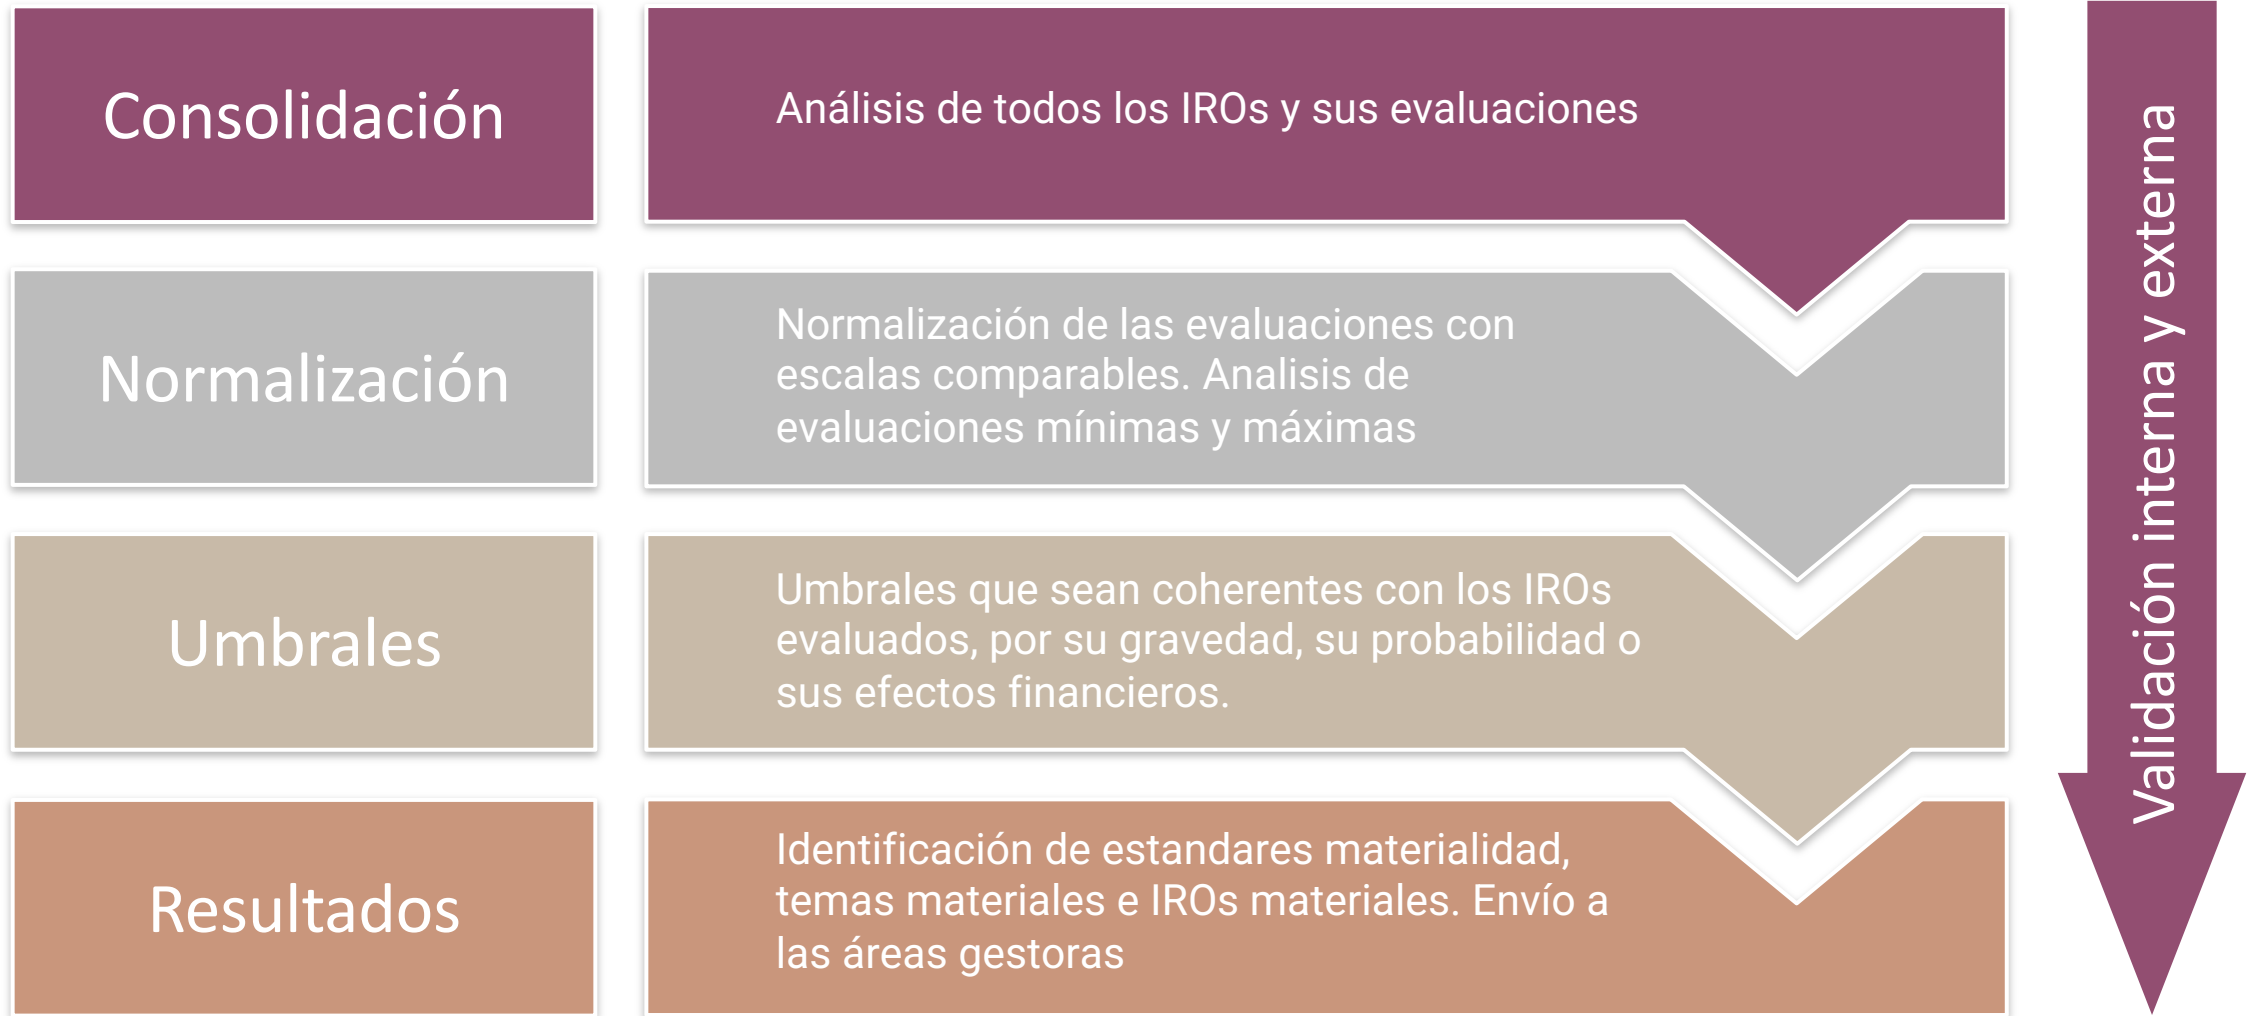 Consolidación
Análisis de todos los IROs y sus evaluaciones
Normalización
Normalización de las evaluaciones con
escalas comparables. Analisis de
evaluaciones mínimas y máximas
Umbrales
Umbrales que sean coherentes con los IROs
evaluados, por su gravedad, su probabilidad o
sus efectos financieros.
Resultados
Identificación de estandares materialidad,
temas materiales e IROs materiales. Envío a
las áreas gestoras
Validación interna y externa